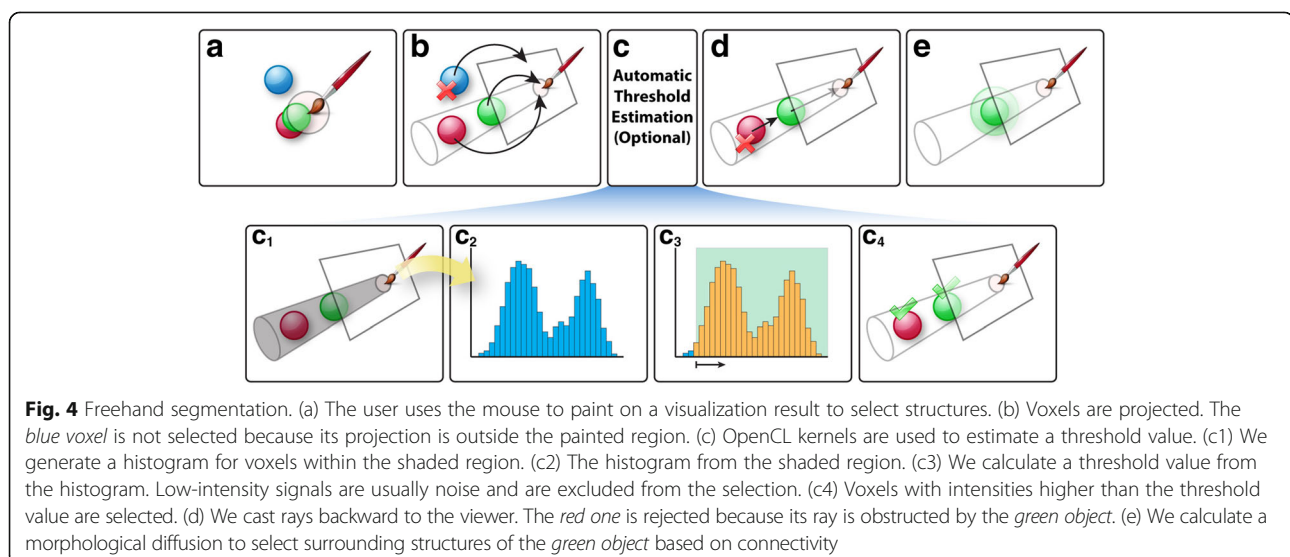 a
b
c
d
e
Automatic
Threshold
Estimation
(Optional)
c1
c2
c3
c4
Fig. 4 Freehand segmentation. (a) The user uses the mouse to paint on a visualization result to select structures. (b) Voxels are projected. The
blue voxel is not selected because its projection is outside the painted region. (c) OpenCL kernels are used to estimate a threshold value. (c1) We
generate a histogram for voxels within the shaded region. (c2) The histogram from the shaded region. (c3) We calculate a threshold value from
the histogram. Low-intensity signals are usually noise and are excluded from the selection. (c4) Voxels with intensities higher than the threshold
value are selected. (d) We cast rays backward to the viewer. The red one is rejected because its ray is obstructed by the green object. (e) We calculate a
morphological diffusion to select surrounding structures of the green object based on connectivity